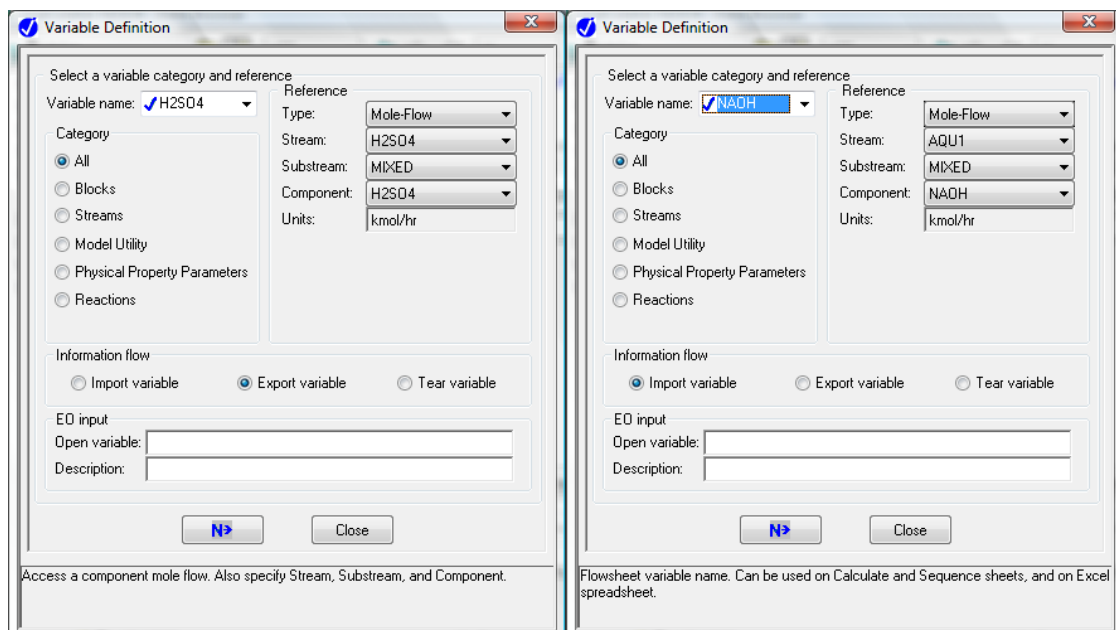 Variable Definition
Select a variable category and reference
Variable name: H2SO4
Reference
Type: Mole-Flow
Category
Stream: H2SO4
All
Substream: MIXED
Blocks
Component: H2SO4
Streams
Units: kmol/hr
Model Utility
Physical Property Parameters
Reactions
Information flow
Import variable Export variable Tear variable
EO input
Open variable:
Description:
N Close
Access a component mole flow. Also specify Stream, Substream, and Component.
Variable Definition
Select a variable category and reference
Variable name: NAOH
Reference
Type: Mole-Flow
Category
Stream: AQU1
All
Substream: MIXED
Blocks
Component: NAOH
Streams
Units: kmol/hr
Model Utility
Physical Property Parameters
Reactions
Information flow
Import variable Export variable Tear variable
EO input
Open variable:
Description:
N Close
Flowsheet variable name. Can be used on Calculate and Sequence sheets, and on Excel
spreadsheet.